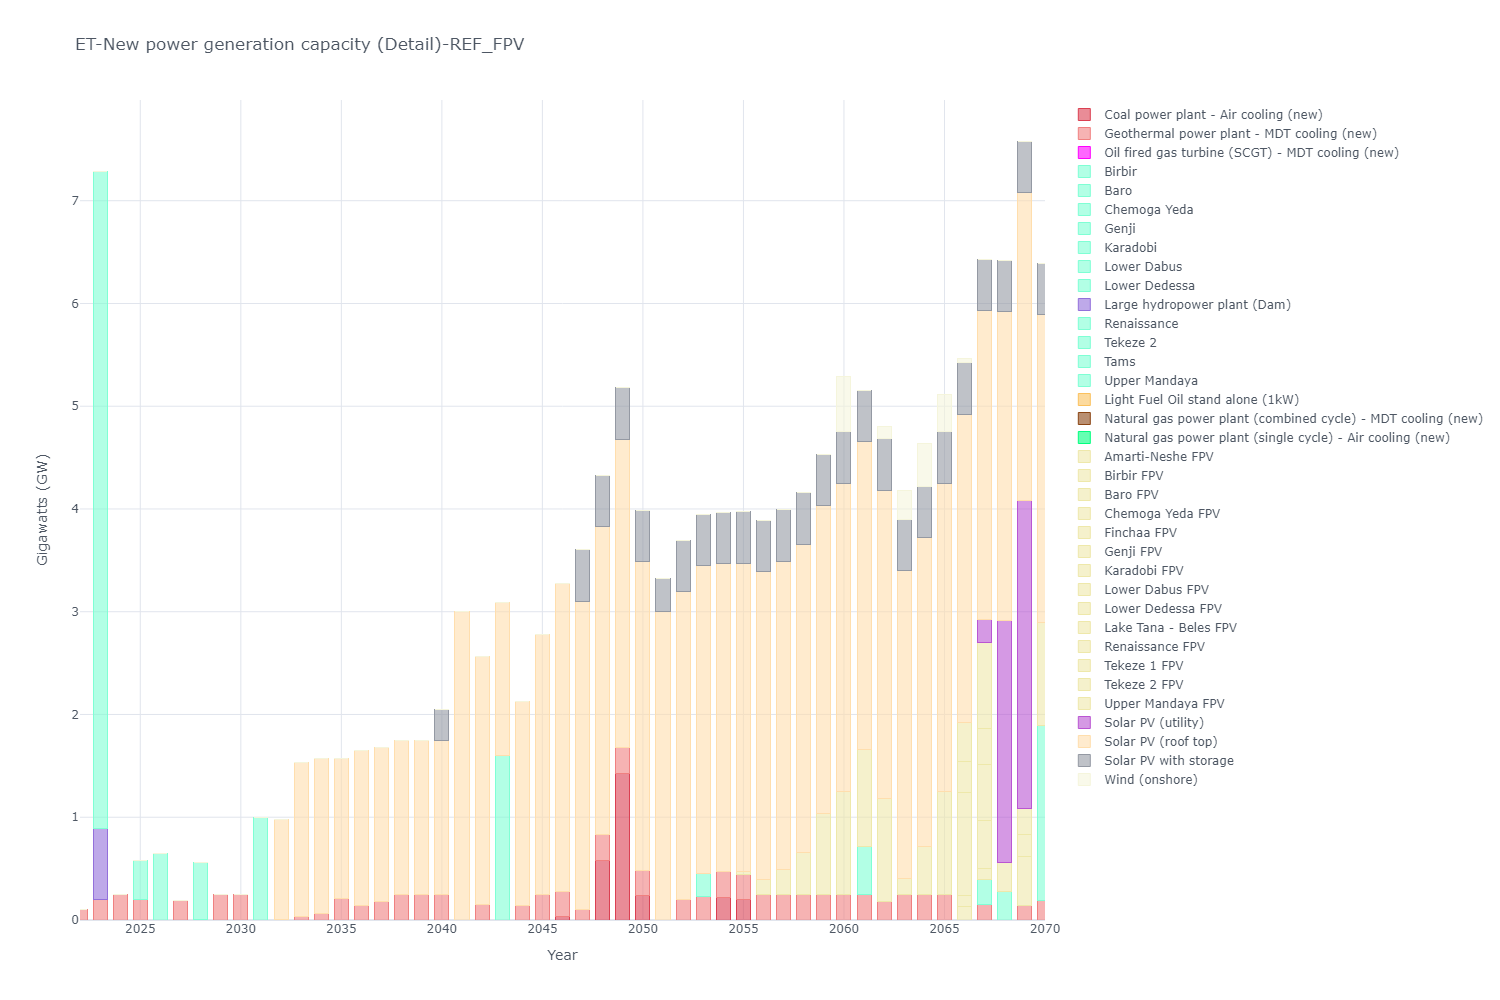 ET-New power generation capacity (Detail)-REF_FPV
Gigawatts (GW)
7
6
5
4
3
2
1
0
2025 2030 2035 2040 2045 2050 2055 2060 2065 2070
Year
Coal power plant - Air cooling (new)
Geothermal power plant - MDT cooling (new)
Oil fired gas turbine (SCGT) - MDT cooling (new)
Birbir
Baro
Chemoga Yeda
Genji
Karadobi
Lower Dabus
Lower Dedessa
Large hydropower plant (Dam)
Renaissance
Tekeze 2
Tams
Upper Mandaya
Light Fuel Oil stand alone (1kW)
Natural gas power plant (combined cycle) - MDT cooling (new)
Natural gas power plant (single cycle) - Air cooling (new)
Amarti-Neshe FPV
Birbir FPV
Baro FPV
Chemoga Yeda FPV
Finchaa FPV
Genji FPV
Karadobi FPV
Lower Dabus FPV
Lower Dedessa FPV
Lake Tana - Beles FPV
Renaissance FPV
Tekeze 1 FPV
Tekeze 2 FPV
Upper Mandaya FPV
Solar PV (utility)
Solar PV (roof top)
Solar PV with storage
Wind (onshore)